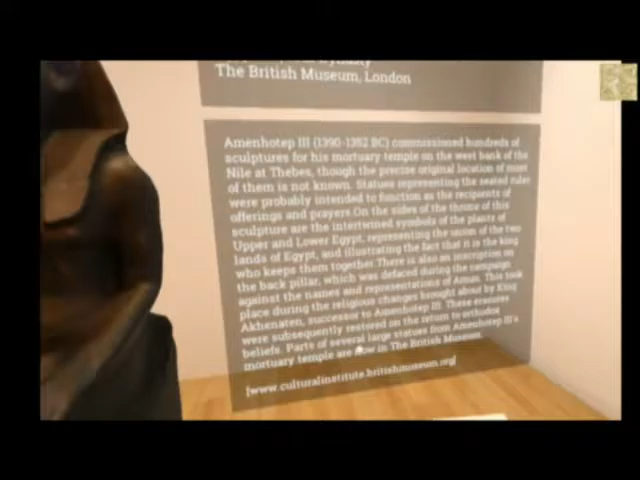 The British Museum, London
Amenhotep III (1390-1352 BC) commissioned hundreds of
sculptures for his mortuary temple on the west bank of the
Nile at Thebes, though the precise original location of most
of them is not known. Statues representing the seated ruler
were probably intended to function as the recipients of
offerings and prayers.On the sides of the throne of this
sculpture are the intertwined symbols of the plants of
Upper and Lower Egypt, representing the union of the two
lands of Egypt, and illustrating the fact that it is the king
who keeps them together.There is also an inscription on
the back pillar, which was defaced during the campaign
against the names and representations of Amun. This took
place during the religious changes brought about by King
Akhenaten, successor to Amenhotep III. These erasures
were subsequently restored on the return to orthodox
beliefs. Parts of several large statues from Amenhotep III's
mortuary temple are now in The British Museum.
[www.culturalinstitute.britishmuseum.org]